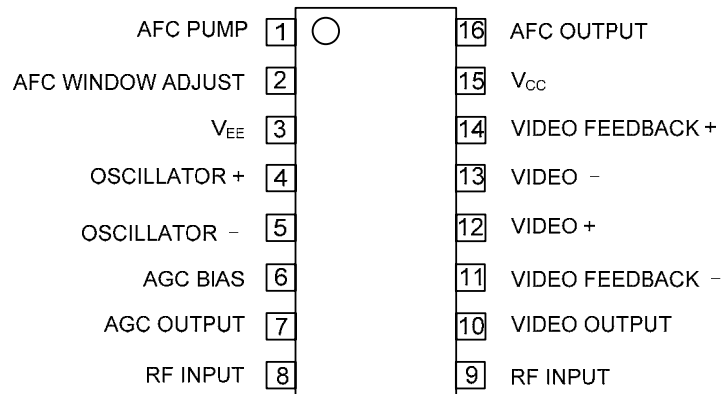 AFC PUMP 1 16 AFC OUTPUT
AFC WINDOW ADJUST 2 15 VCC
VEE 3 14 VIDEO FEEDBACK +
OSCILLATOR + 4 13 VIDEO −
OSCILLATOR − 5 12 VIDEO +
AGC BIAS 6 11 VIDEO FEEDBACK −
AGC OUTPUT 7 10 VIDEO OUTPUT
RF INPUT 8 9 RF INPUT